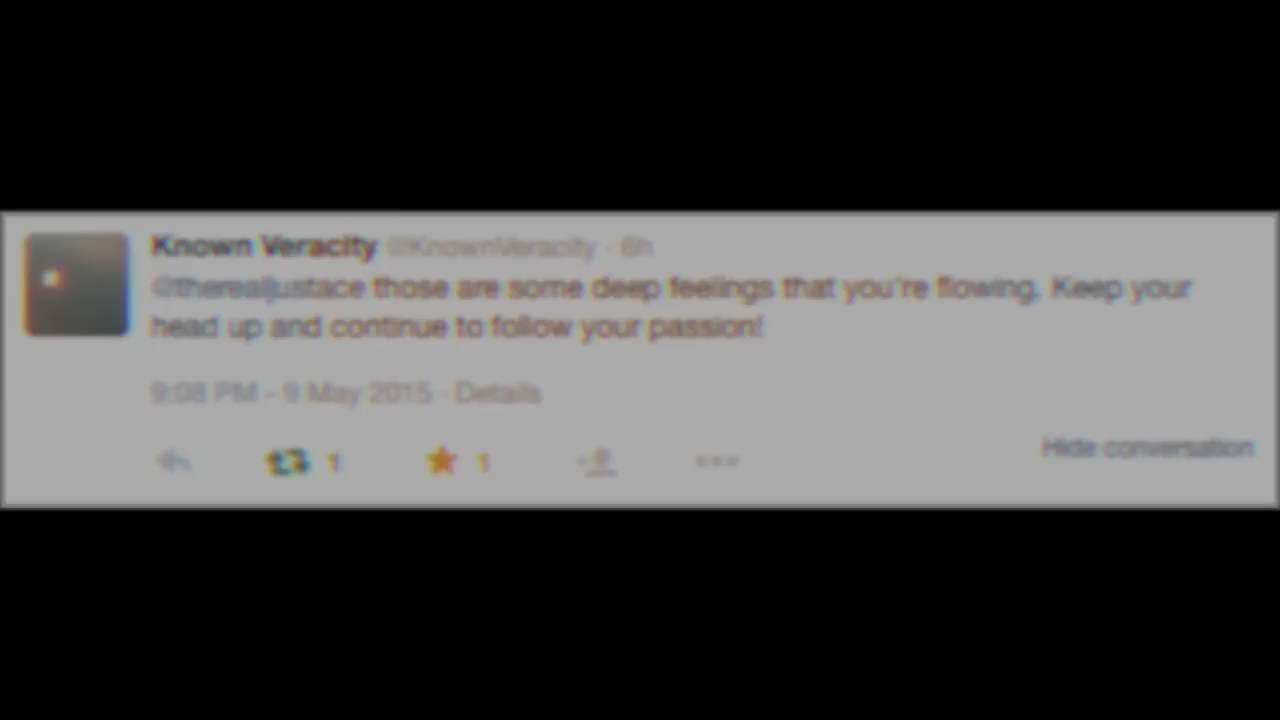 Known Veracity @KnownVeracity · 6h
@therealjustace those are some deep feelings that you're flowing. Keep your
head up and continue to follow your passion!
9:08 PM - 9 May 2015 · Details
1 1
Hide conversation